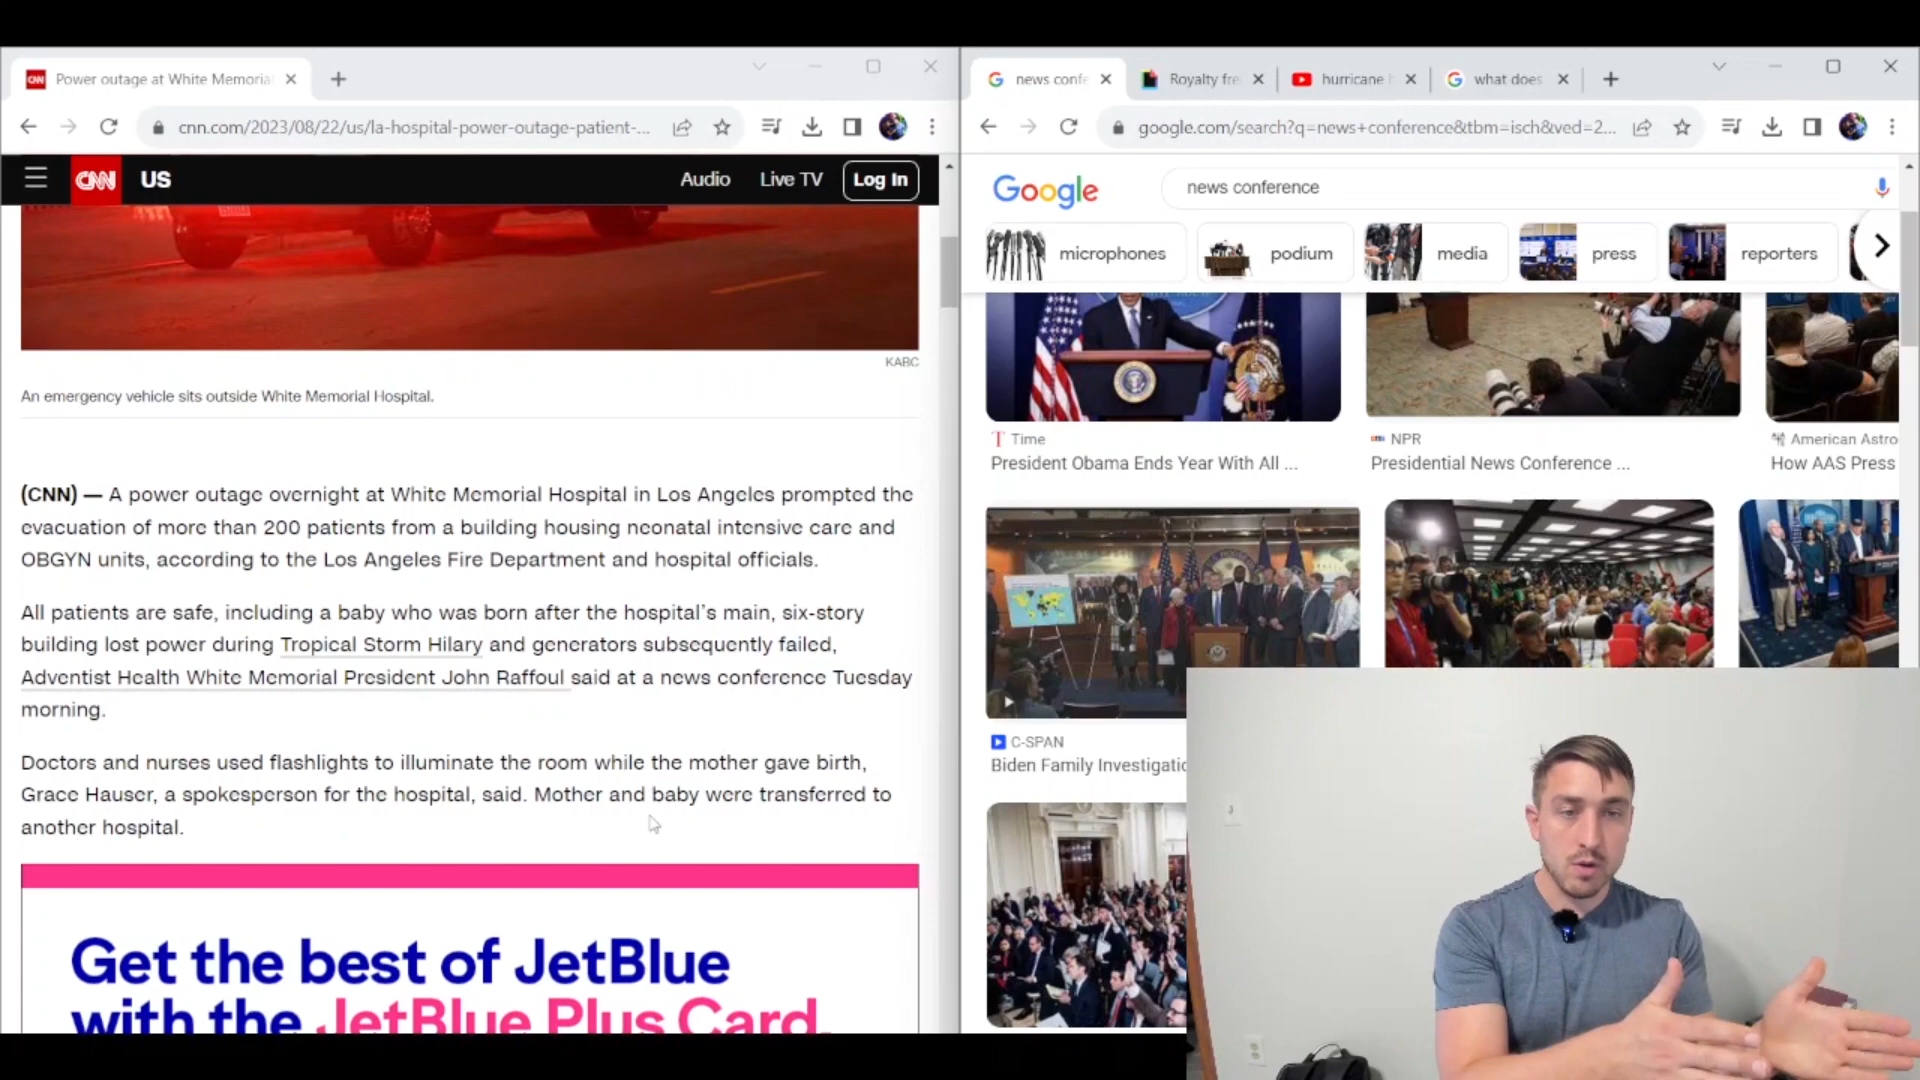 Power outage at White Memorial
cnn.com/2023/08/22/us/la-hospital-power-outage-patient-...
CNN US Audio Live TV Log In
KABC
An emergency vehicle sits outside White Memorial Hospital.
(CNN) — A power outage overnight at White Memorial Hospital in Los Angeles prompted the
evacuation of more than 200 patients from a building housing neonatal intensive care and
OBGYN units, according to the Los Angeles Fire Department and hospital officials.
All patients are safe, including a baby who was born after the hospital's main, six-story
building lost power during Tropical Storm Hilary and generators subsequently failed,
Adventist Health White Memorial President John Raffoul said at a news conference Tuesday
morning.
Doctors and nurses used flashlights to illuminate the room while the mother gave birth,
Grace Hauser, a spokesperson for the hospital, said. Mother and baby were transferred to
another hospital.
Get the best of JetBlue
with the JetBlue Plus Card.
news confe Royalty fre hurricane what does
google.com/search?q=news+conference&tbm=isch&ved=2...
Google news conference
microphones podium media press reporters
Time
President Obama Ends Year With All ...
NPR
Presidential News Conference ...
American Astro
How AAS Press
C-SPAN
Biden Family Investigatio